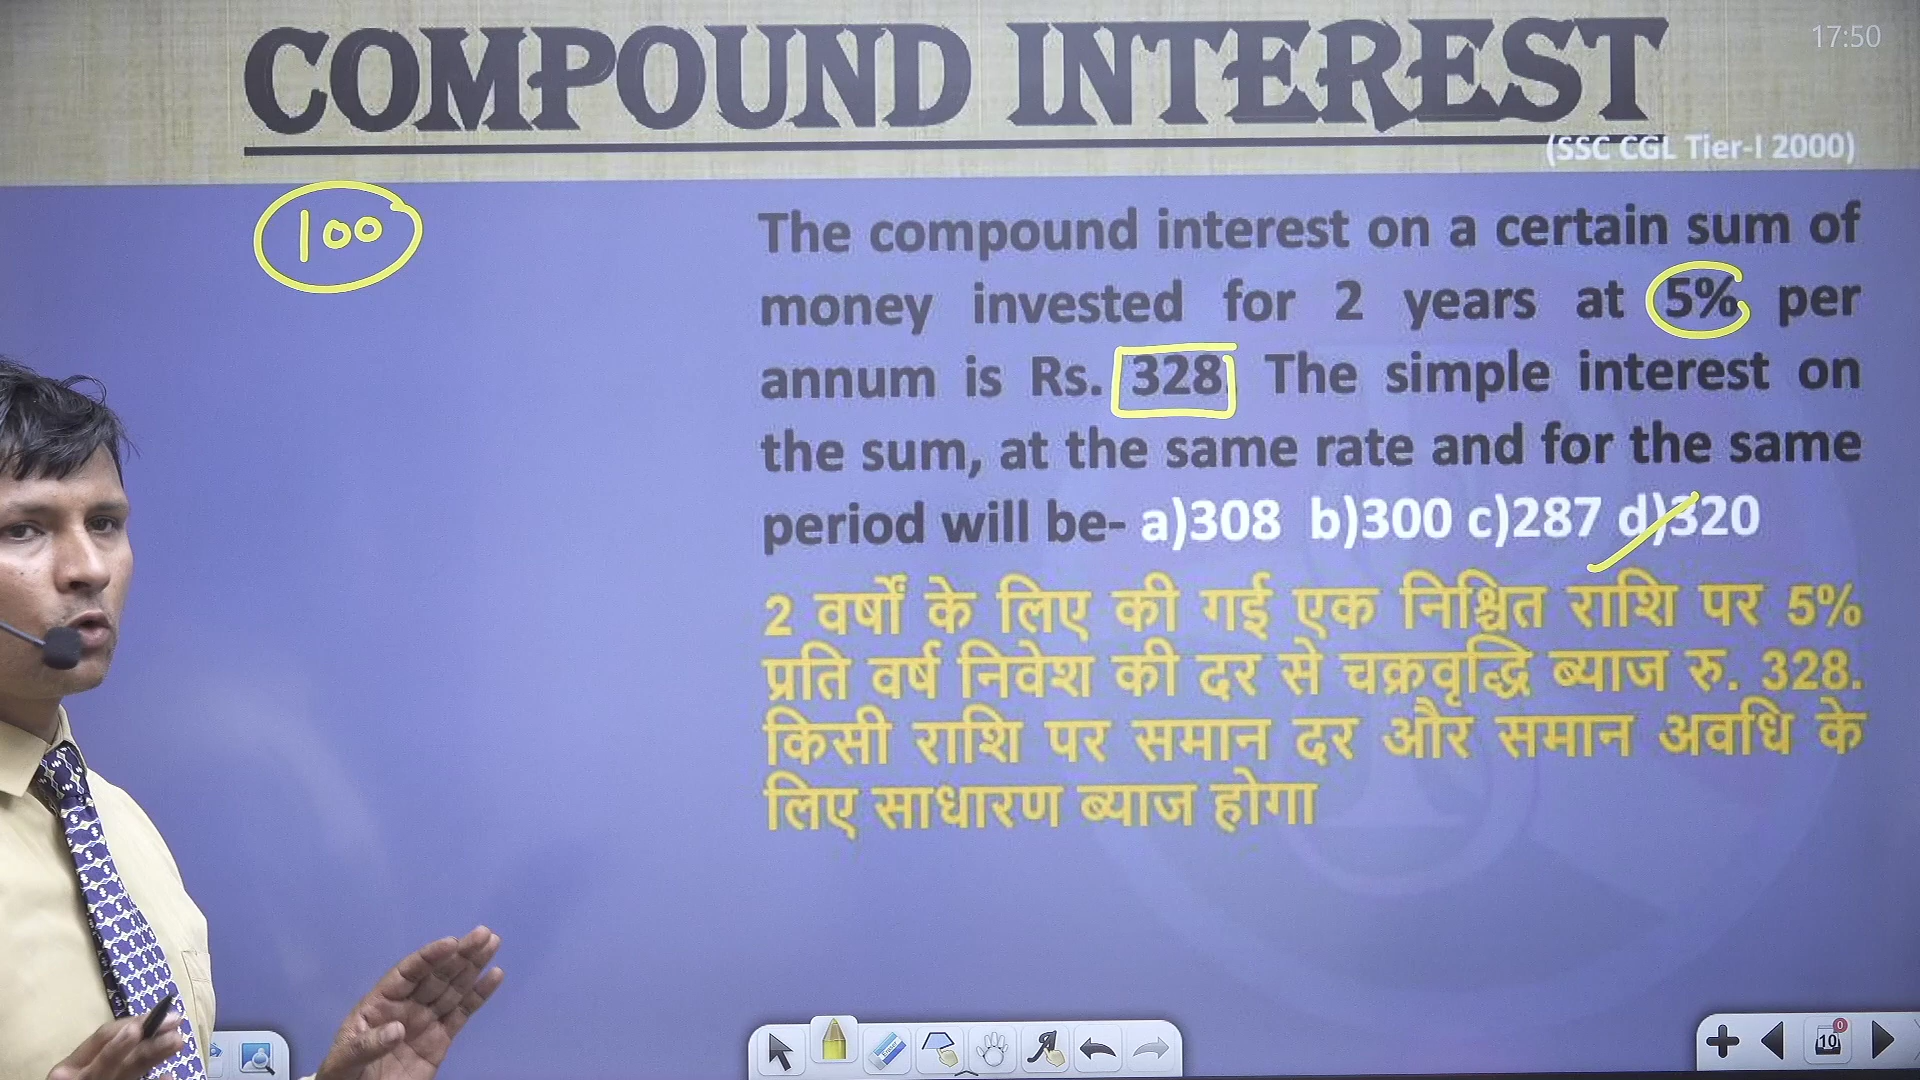 COMPOUND INTEREST
17:50
(SSC CGL Tier-I 2000)
100
The compound interest on a certain sum of
money invested for 2 years at 5% per
annum is Rs. 328. The simple interest on
the sum, at the same rate and for the same
period will be- a)308 b)300 c)287 d)320
2 वर्षों के लिए की गई एक निश्चित राशि पर 5%
प्रति वर्ष निवेश की दर से चक्रवृद्धि ब्याज रु. 328.
किसी राशि पर समान दर और समान अवधि के
लिए साधारण ब्याज होगा
0
10